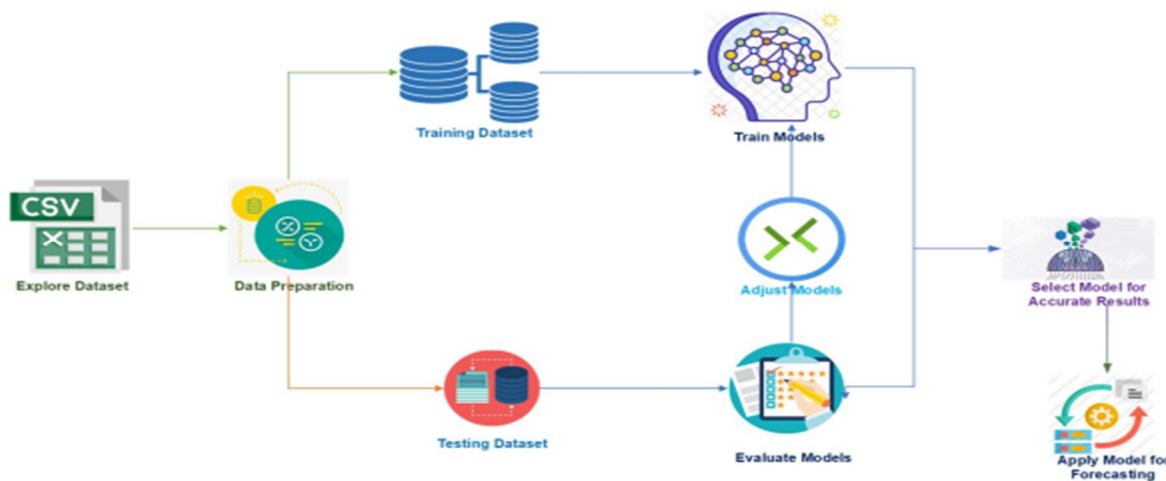 Training Dataset
Train Models
CSV
Explore Dataset
Data Preparation
Adjust Models
Select Model for
Accurate Results
Testing Dataset
Evaluate Models
Apply Model for
Forecasting